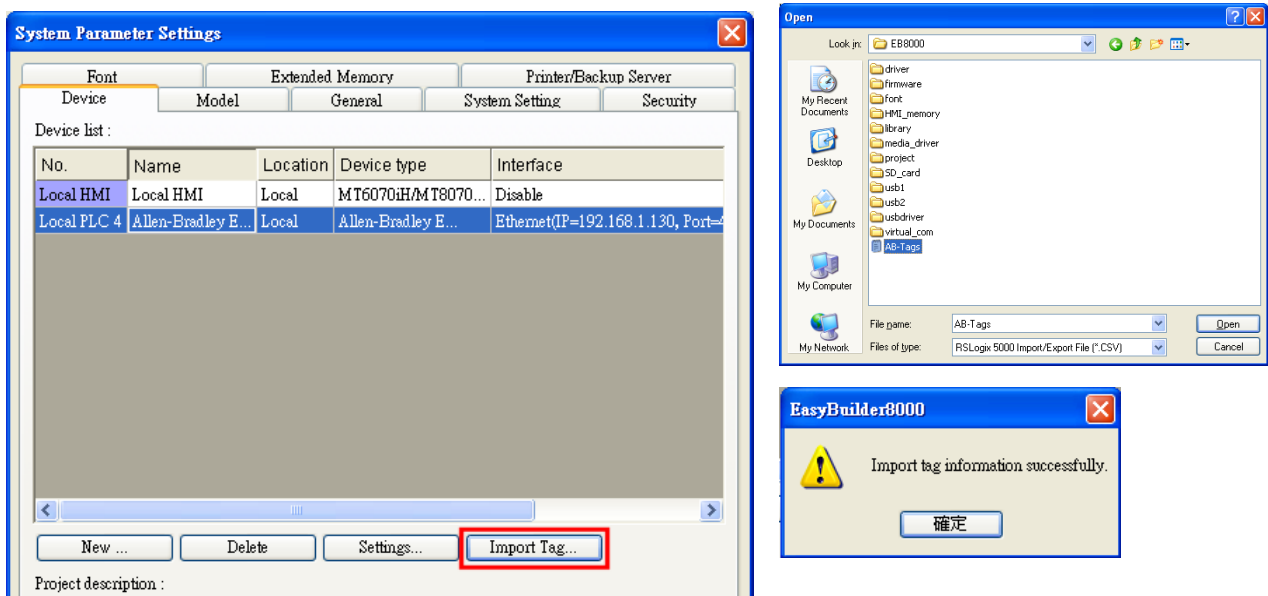 System Parameter Settings
Font Extended Memory Printer/Backup Server
Device Model General System Setting Security
Device list :
No. Name Location Device type Interface
Local HMI Local HMI Local MT6070iH/MT8070... Disable
Local PLC 4 Allen-Bradley E... Local Allen-Bradley E... Ethernet(IP=192.168.1.130, Port=
New ... Delete Settings... Import Tag...
Project description :
Open
Look in: EB8000
My Recent Documents
Desktop
My Documents
My Computer
My Network
driver
firmware
font
HMI_memory
library
media_driver
project
SD_card
usb1
usb2
usbdriver
virtual_com
AB-Tags
File name: AB-Tags Open
Files of type: RSLogix 5000 Import/Export File (*.CSV) Cancel
EasyBuilder8000
Import tag information successfully.
確定